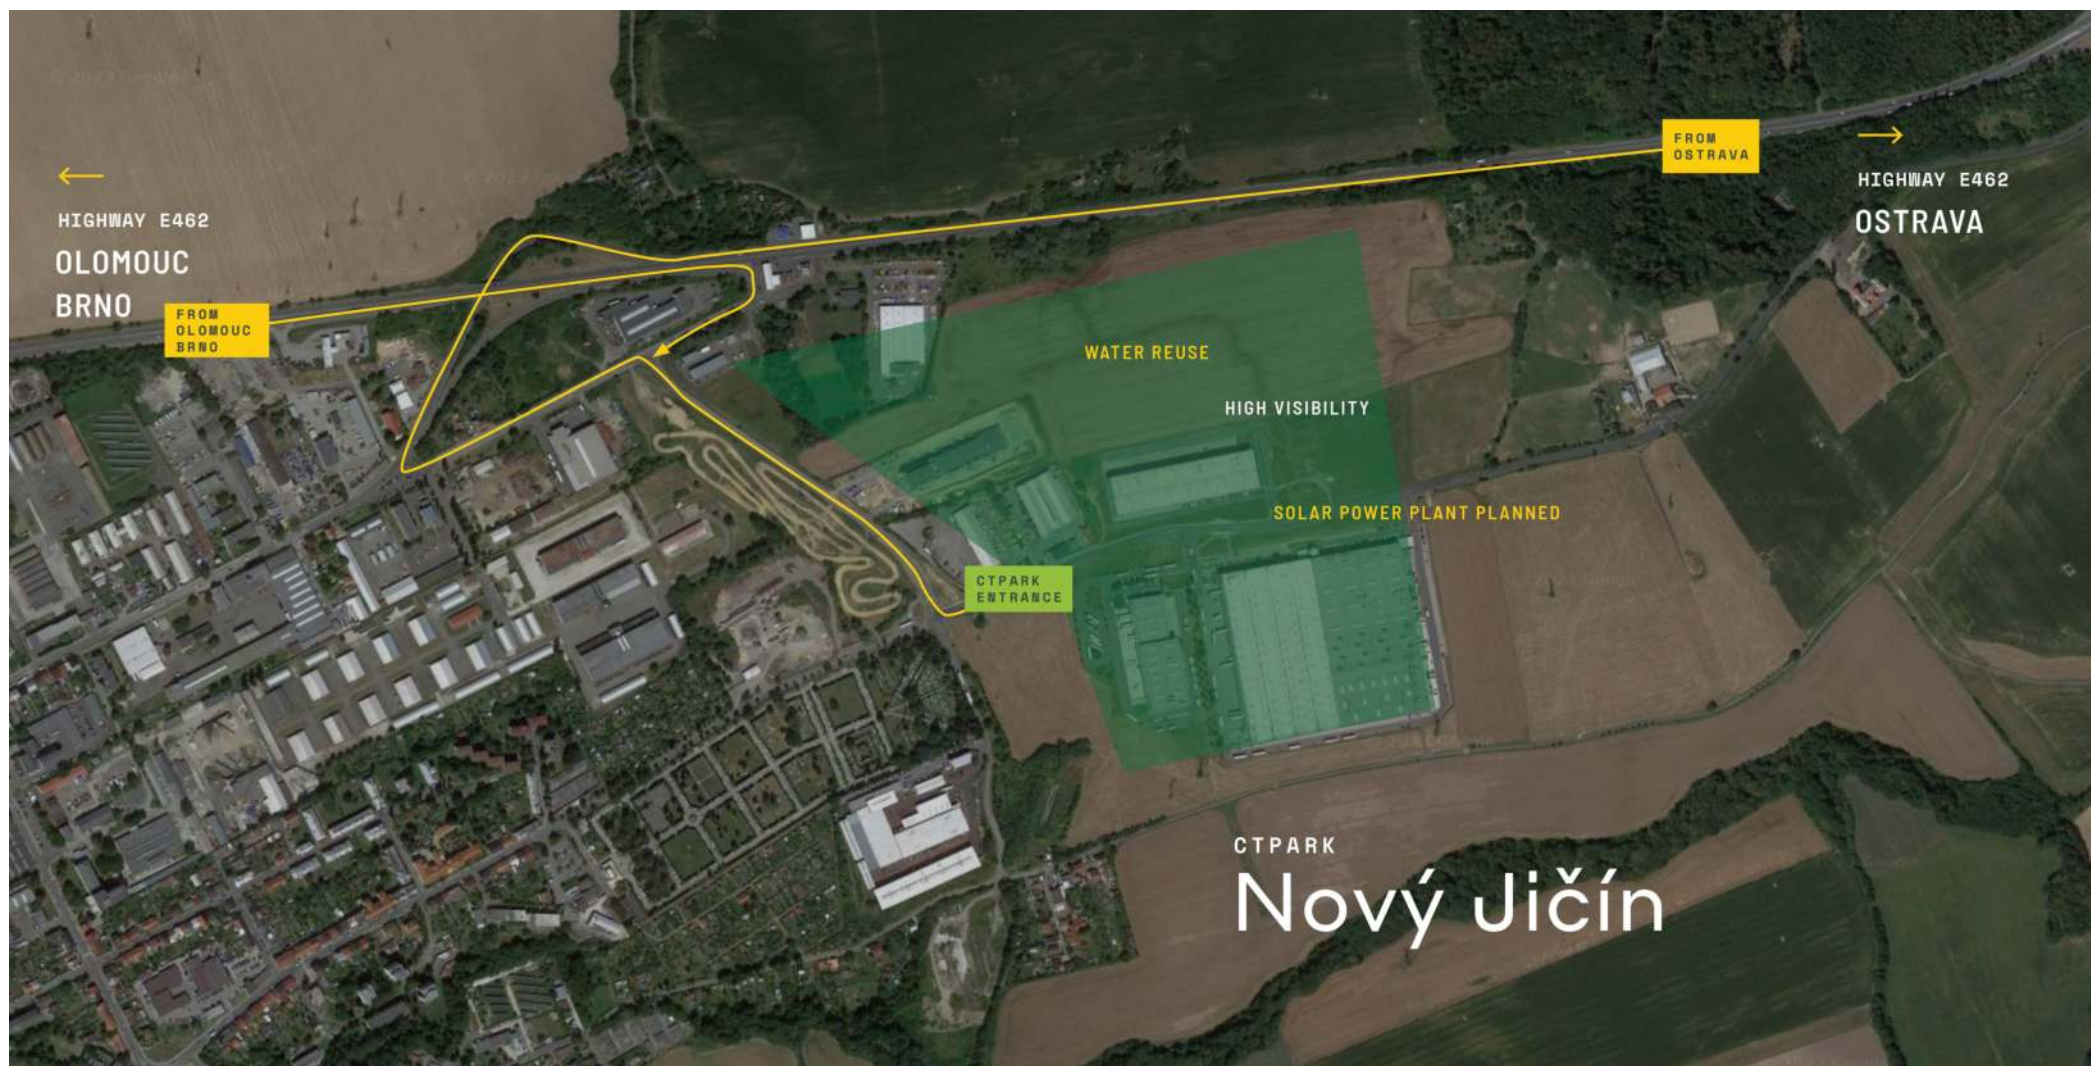 FROM
OSTRAVA
HIGHWAY E462
OSTRAVA
HIGHWAY E462
OLOMOUC
BRNO
FROM
OLOMOUC
BRNO
WATER REUSE
HIGH VISIBILITY
SOLAR POWER PLANT PLANNED
CTPARK
ENTRANCE
CTPARK
Nový Jičín